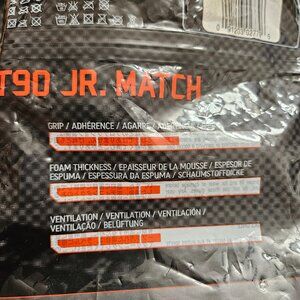 T90 JR. MATCH
GRIP / ADHÉRENCE / AGARRE /
FOAM THICKNESS / EPAISSEUR DE LA MOUSSE / ESPESOR DE
ESPUMA / ESPESSURA DA ESPUMA / SCHAUMSTOFFDICKE
VENTILATION / VENTILATION / VENTILACIÓN /
VENTILAÇÃO / BELÜFTUNG